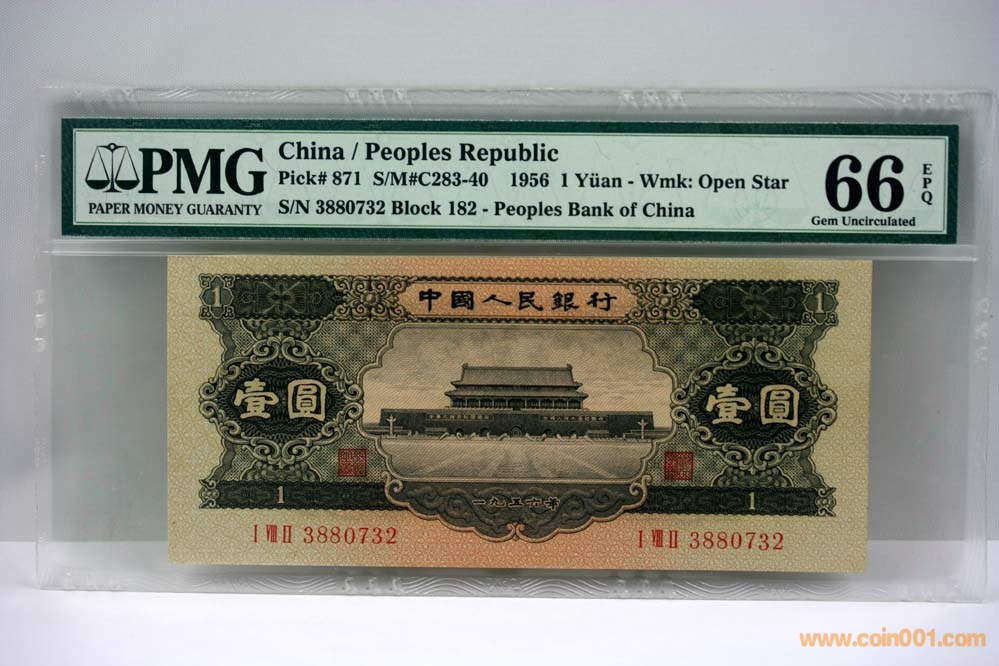 PMG
PAPER MONEY GUARANTY
China / Peoples Republic
Pick# 871 S/M#C283-40 1956 1 Yüan - Wmk: Open Star
S/N 3880732 Block 182 - Peoples Bank of China
66
EPQ
Gem Uncirculated
1
中國人民銀行
1
壹圓
壹圓
1
一九五六年
1
I VIII II 3880732
I VIII II 3880732
www.coin001.com